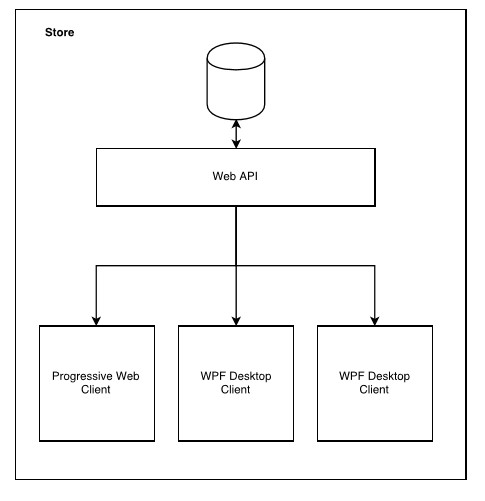 Store
Web API
Progressive Web
Client
WPF Desktop
Client
WPF Desktop
Client